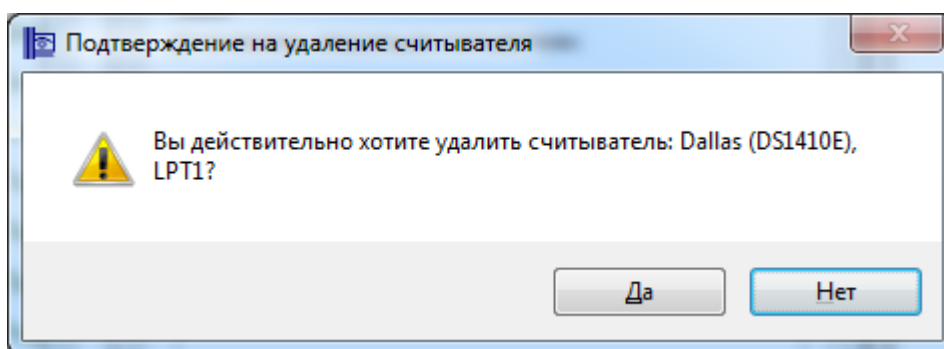 Подтверждение на удаление считывателя
Вы действительно хотите удалить считыватель: Dallas (DS1410E),
LPT1?
Да
Нет